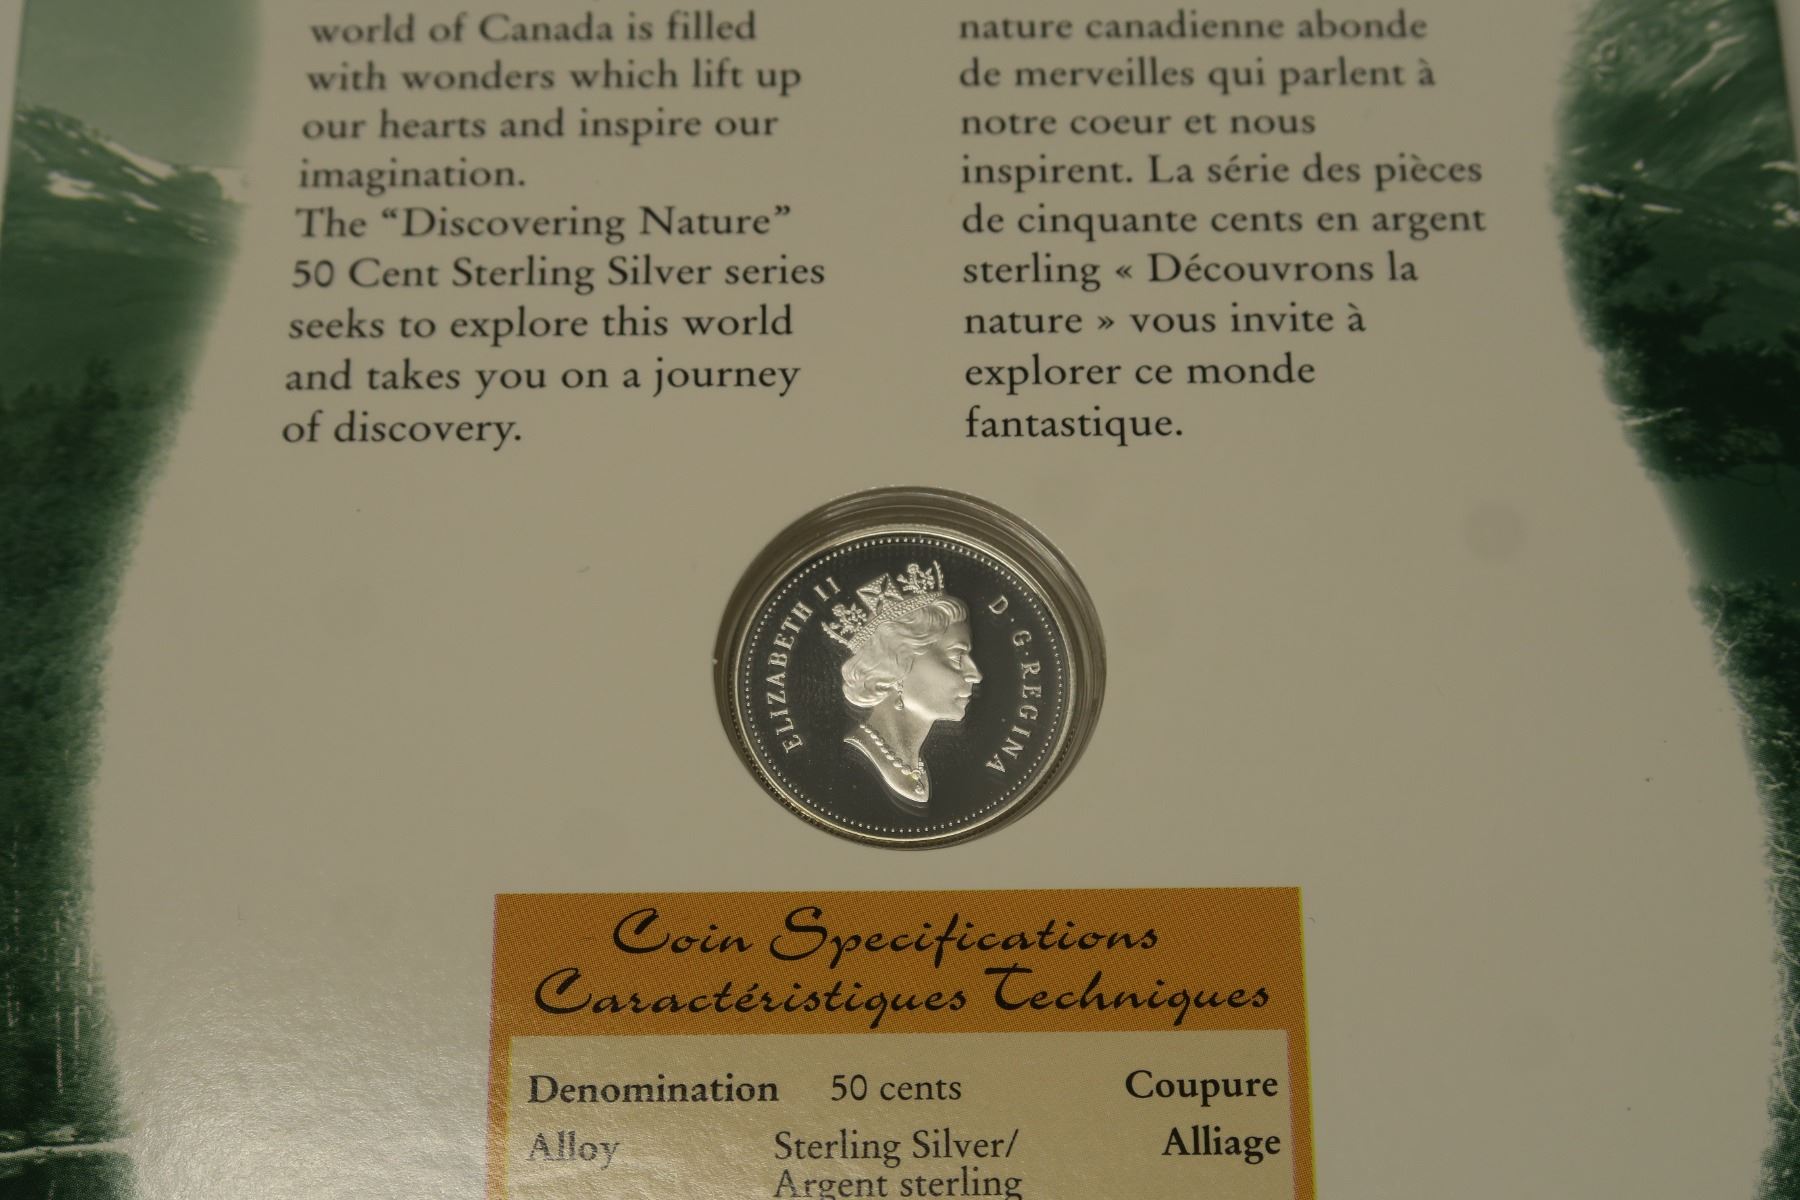 world of Canada is filled
with wonders which lift up
our hearts and inspire our
imagination.
The “Discovering Nature”
50 Cent Sterling Silver series
seeks to explore this world
and takes you on a journey
of discovery.
nature canadienne abonde
de merveilles qui parlent à
notre coeur et nous
inspirent. La série des pièces
de cinquante cents en argent
sterling « Découvrons la
nature » vous invite à
explorer ce monde
fantastique.
ELIZABETH II D·G·REGINA
Coin Specifications
Caractéristiques Techniques
Denomination 50 cents Coupure
Alloy Sterling Silver/ Alliage
Argent sterling